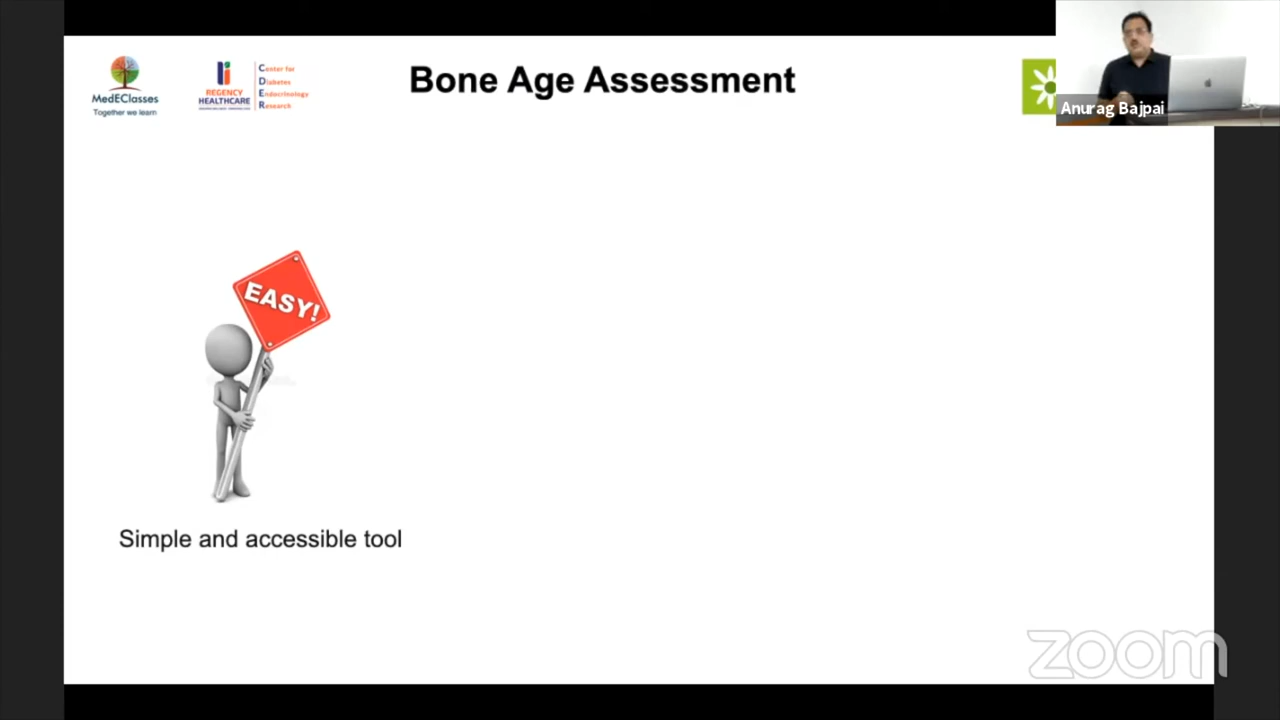 MedEClasses
Together we learn
REGENCY
HEALTHCARE
Center for
Diabetes
Endocrinology
Research
Bone Age Assessment
Anurag Bajpai
EASY!
Simple and accessible tool
zoom